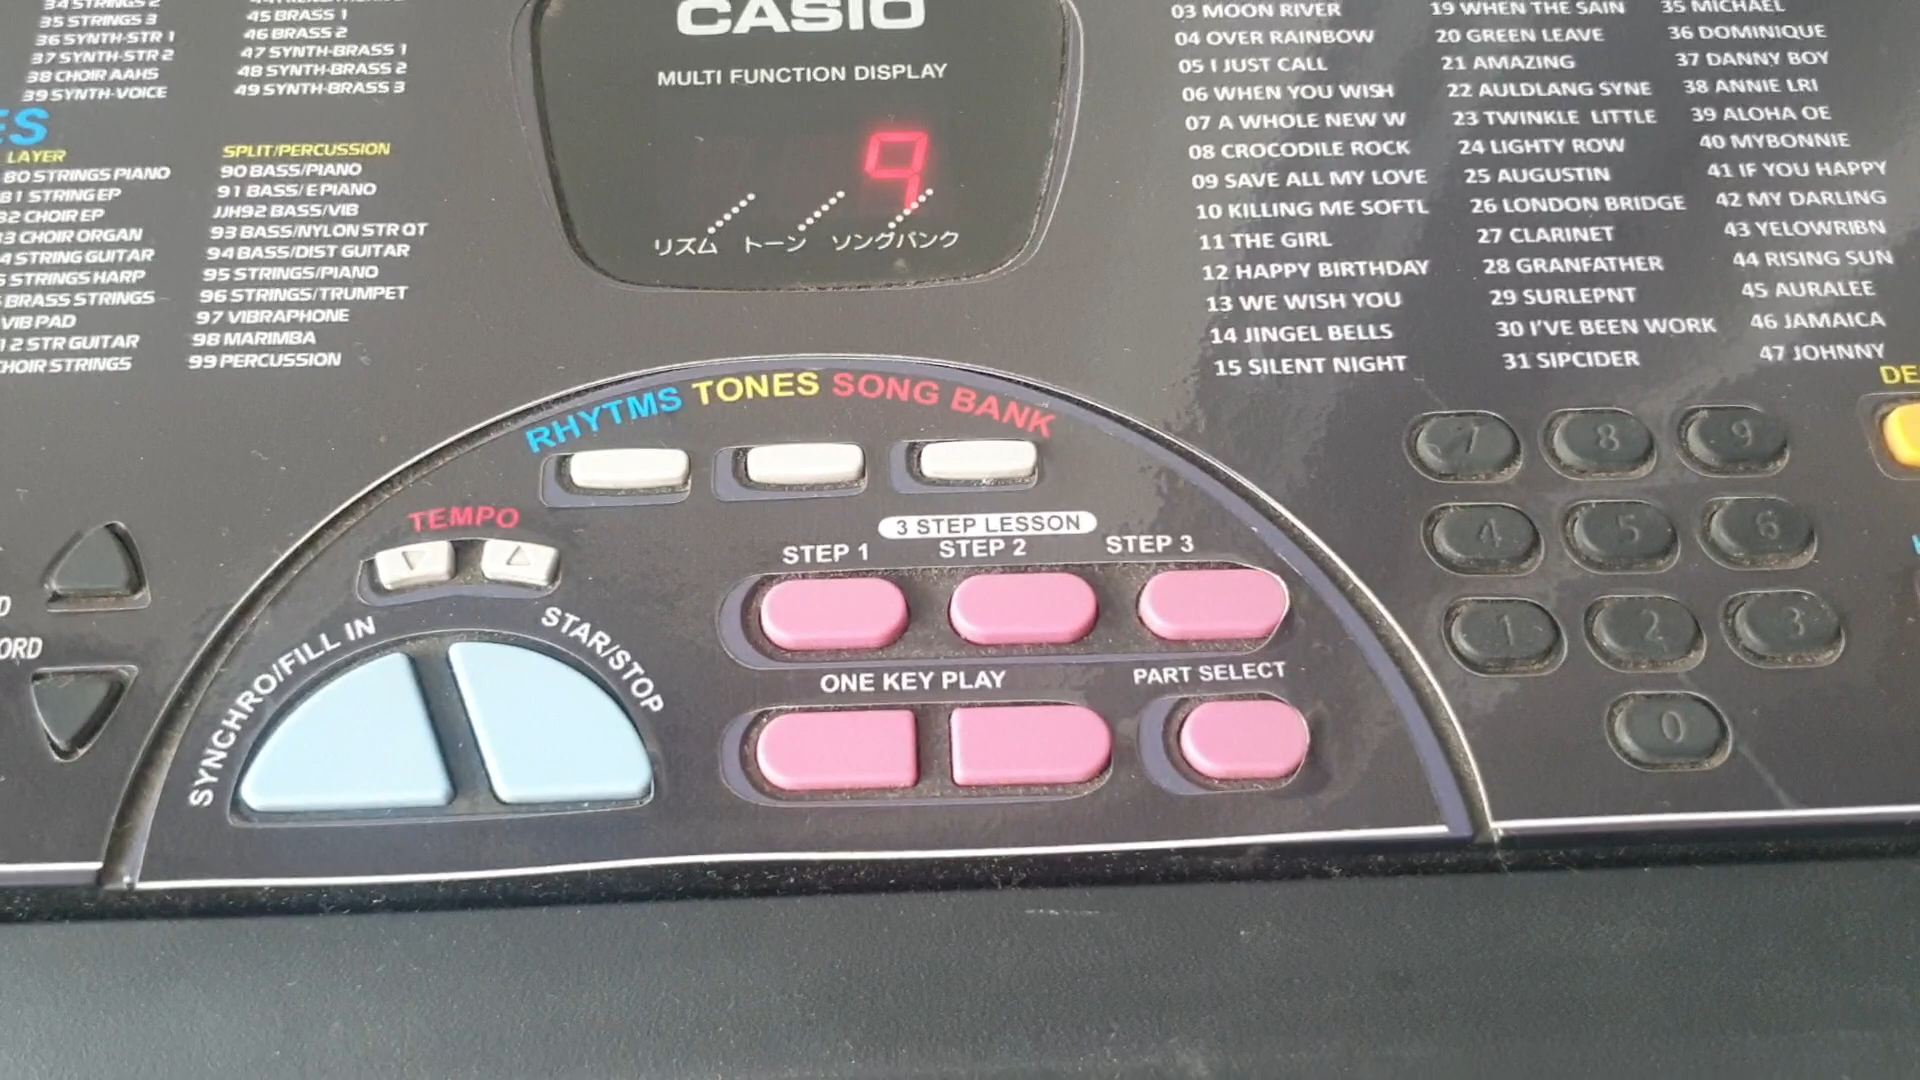 35 STRINGS 3
36 SYNTH-STR 1
37 SYNTH-STR 2
38 CHOIR AAHS
39 SYNTH-VOICE
45 BRASS 1
46 BRASS 2
47 SYNTH-BRASS 1
48 SYNTH-BRASS 2
49 SYNTH-BRASS 3
ES
LAYER
80 STRINGS PIANO
81 STRING EP
82 CHOIR EP
3 CHOIR ORGAN
4 STRING GUITAR
STRINGS HARP
BRASS STRINGS
VIB PAD
12 STR GUITAR
CHOIR STRINGS
SPLIT/PERCUSSION
90 BASS/PIANO
91 BASS/E PIANO
JJH92 BASS/VIB
93 BASS/NYLON STR OT
94 BASS/DIST GUITAR
95 STRINGS/PIANO
96 STRINGS/TRUMPET
97 VIBRAPHONE
98 MARIMBA
99 PERCUSSION
CASIO
MULTI FUNCTION DISPLAY
9
リズム トーン ソングバンク
03 MOON RIVER
04 OVER RAINBOW
05 I JUST CALL
06 WHEN YOU WISH
07 A WHOLE NEW W
08 CROCODILE ROCK
09 SAVE ALL MY LOVE
10 KILLING ME SOFTL
11 THE GIRL
12 HAPPY BIRTHDAY
13 WE WISH YOU
14 JINGEL BELLS
15 SILENT NIGHT
19 WHEN THE SAIN
20 GREEN LEAVE
21 AMAZING
22 AULDLANG SYNE
23 TWINKLE LITTLE
24 LIGHTY ROW
25 AUGUSTIN
26 LONDON BRIDGE
27 CLARINET
28 GRANFATHER
29 SURLEPNT
30 I'VE BEEN WORK
31 SIPCIDER
35 MICHAEL
36 DOMINIQUE
37 DANNY BOY
38 ANNIE LRI
39 ALOHA OE
40 MYBONNIE
41 IF YOU HAPPY
42 MY DARLING
43 YELOWRIBN
44 RISING SUN
45 AURALEE
46 JAMAICA
47 JOHNNY
RHYTMS TONES SONG BANK
TEMPO
3 STEP LESSON
STEP 1 STEP 2 STEP 3
SYNCHRO/FILL IN
STAR/STOP
ONE KEY PLAY
PART SELECT
ORD
DE
7 8 9
4 5 6
1 2 3
0